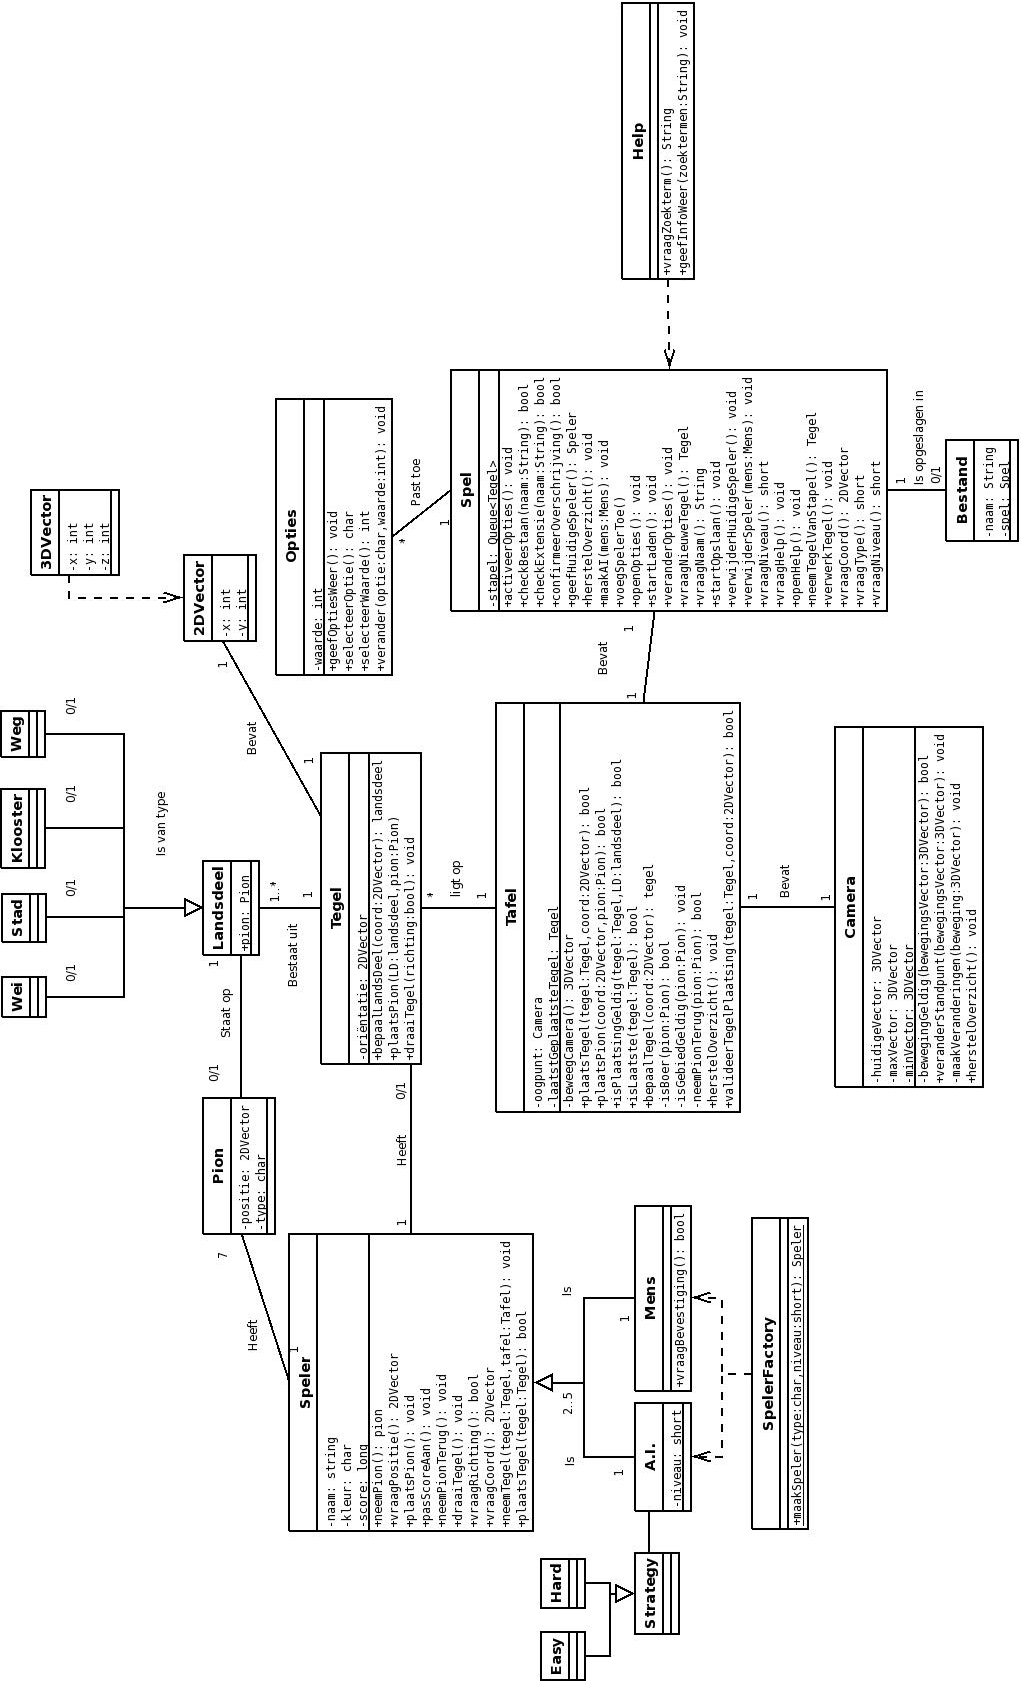 3DVector
-x: int
-y: int
-z: int
2DVector
-x: int
-y: int
Weg
Klooster
Stad
Wei
0/1
0/1
0/1
0/1
Is van type
Landsdeel
+pion: Pion
1
1..*
Staat op
0/1
Bestaat uit
1
Bevat
1
1
Pion
-positie: 2DVector
-type: char
7
Heeft
1
Tegel
-oriëntatie: 2DVector
+bepaalLandsDeel(coord:2DVector): landsdeel
+plaatsPion(LD:landsdeel,pion:Pion)
+draaiTegel(richting:bool): void
0/1
Heeft
1
*
ligt op
1
Opties
-waarde: int
+geefOptiesWeer(): void
+selecteerOptie(): char
+selecteerWaarde(): int
+verander(optie:char,waarde:int): void
*
Past toe
1
Spel
-stapel: Queue<Tegel>
+activeerOpties(): void
+checkBestaan(naam:String): bool
+checkExtensie(naam:String): bool
+confirmeerOverschrijving(): bool
+geefHuidigeSpeler(): Speler
+herstelOverzicht(): void
+maakAI(mens:Mens): void
+voegSpelerToe()
+openOpties(): void
+startLaden(): void
+veranderOpties(): void
+vraagNieuweTegel(): Tegel
+vraagNaam(): String
+startOpslaan(): void
+verwijderHuidigeSpeler(): void
+verwijderSpeler(mens:Mens): void
+vraagNiveau(): short
+vraagHelp(): void
+openHelp(): void
+neemTegelVanStapel(): Tegel
+verwerkTegel(): void
+vraagCoord(): 2DVector
+vraagType(): short
+vraagNiveau(): short
Help
+vraagZoekterm(): String
+geefInfoWeer(zoektermen:String): void
1
Is opgeslagen in
0/1
Bestand
-naam: String
-spel: Spel
1
Bevat
1
Tafel
-oogpunt: Camera
-laatstGeplaatsteTegel: Tegel
-beweegCamera(): 3DVector
+plaatsTegel(tegel:Tegel,coord:2DVector): bool
+plaatsPion(coord:2DVector,pion:Pion): bool
+isPlaatsingGeldig(tegel:Tegel,LD:landsdeel): bool
+isLaatste(tegel:Tegel): bool
+bepaalTegel(coord:2DVector): tegel
-isBoer(pion:Pion): bool
-isGebiedGeldig(pion:Pion): void
-neemPionTerug(pion:Pion): bool
+herstelOverzicht(): void
+valideerTegelPlaatsing(tegel:Tegel,coord:2DVector): bool
1
Bevat
1
Camera
-huidigeVector: 3DVector
-maxVector: 3DVector
-minVector: 3DVector
-bewegingGeldig(bewegingsVector:3DVector): bool
+veranderStandpunt(bewegingsVector:3DVector): void
-maakVeranderingen(beweging:3DVector): void
+herstelOverzicht(): void
Speler
-naam: string
-kleur: char
-score: long
+neemPion(): pion
+vraagPositie(): 2DVector
+plaatsPion(): void
+pasScoreAan(): void
+neemPionTerug(): void
+draaiTegel(): void
+vraagRichting(): bool
+vraagCoord(): 2DVector
+neemTegel(tegel:Tegel,tafel:Tafel): void
+plaatsTegel(tegel:Tegel): bool
2..5
Is
1
Is
1
Mens
+vraagBevestiging(): bool
A.I.
-niveau: short
SpelerFactory
+maakSpeler(type:char,niveau:short): Speler
Strategy
Hard
Easy